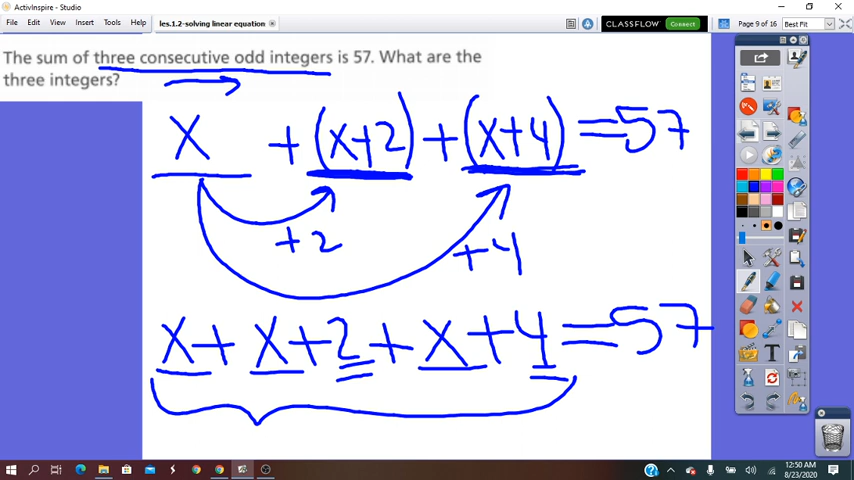 ActivInspire - Studio
File Edit View Insert Tools Help
les.1.2-solving linear equation
CLASSFLOW Connect
Page 9 of 16 Best Fit
The sum of three consecutive odd integers is 57. What are the
three integers?
x + (x+2) + (x+4) = 57
+2
+4
x + x + 2 + x + 4 = 57
12:50 AM
8/23/2020